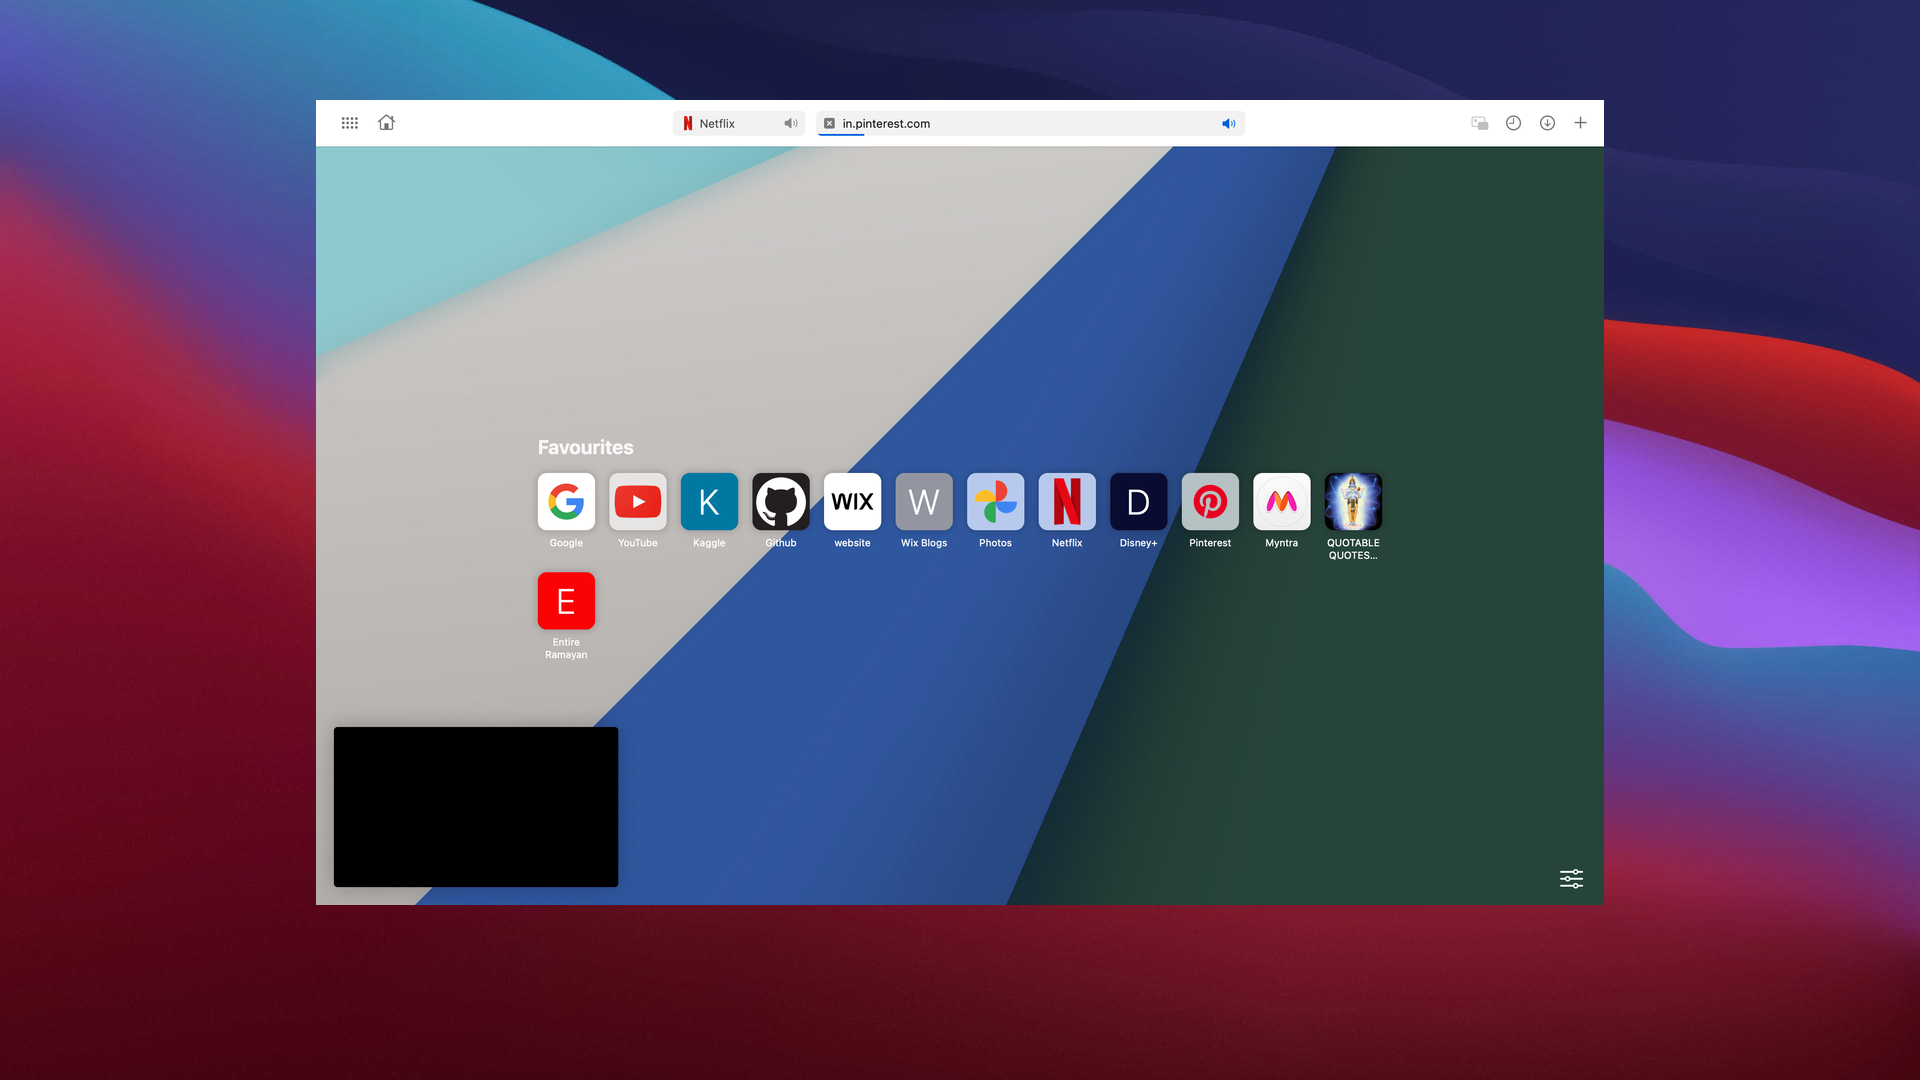 Netflix
in.pinterest.com
Favourites
K
WIX
W
D
Google
YouTube
Kaggle
Github
website
Wix Blogs
Photos
Netflix
Disney+
Pinterest
Myntra
QUOTABLE
QUOTES...
E
Entire
Ramayan